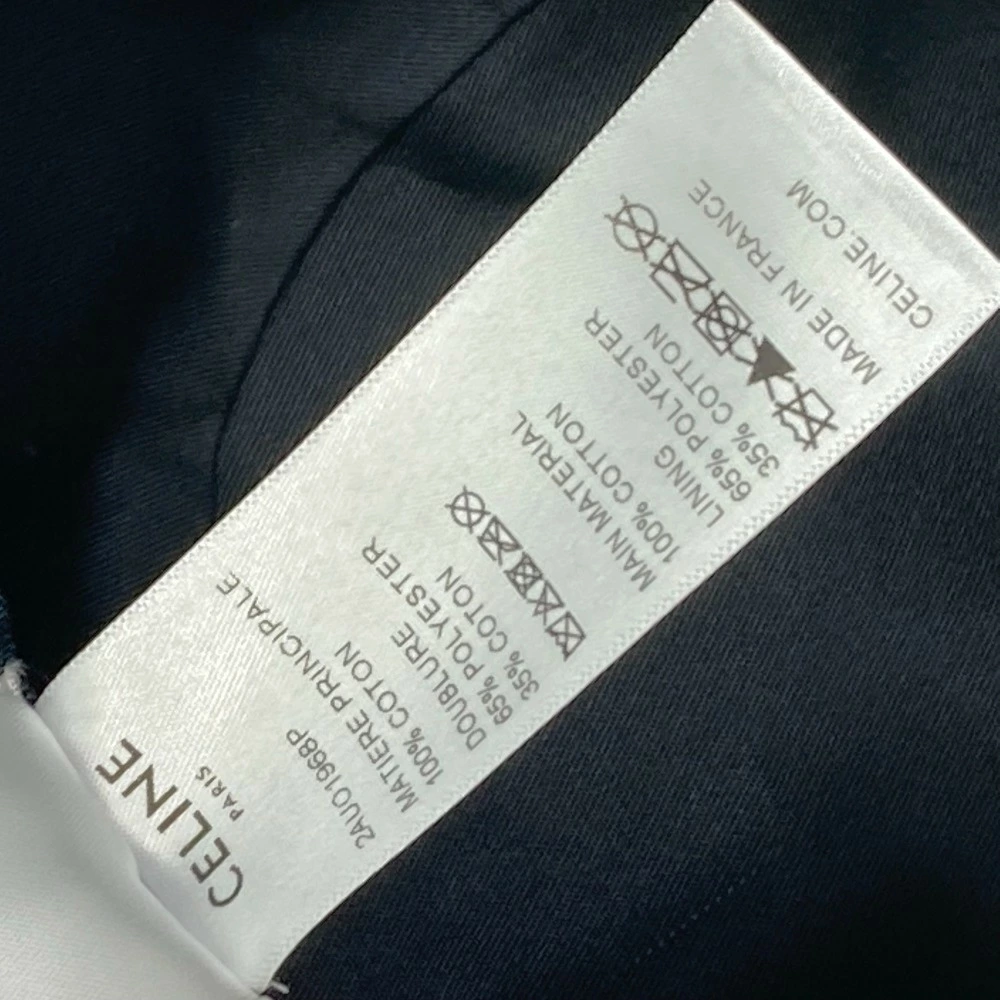 CELINE
PARIS
2AU01968P
MATIERE PRINCIPALE
100% COTON
DOUBLURE
65% POLYESTER
35% COTON
MAIN MATERIAL
100% COTTON
LINING
65% POLYESTER
35% COTTON
MADE IN FRANCE
CELINE.COM